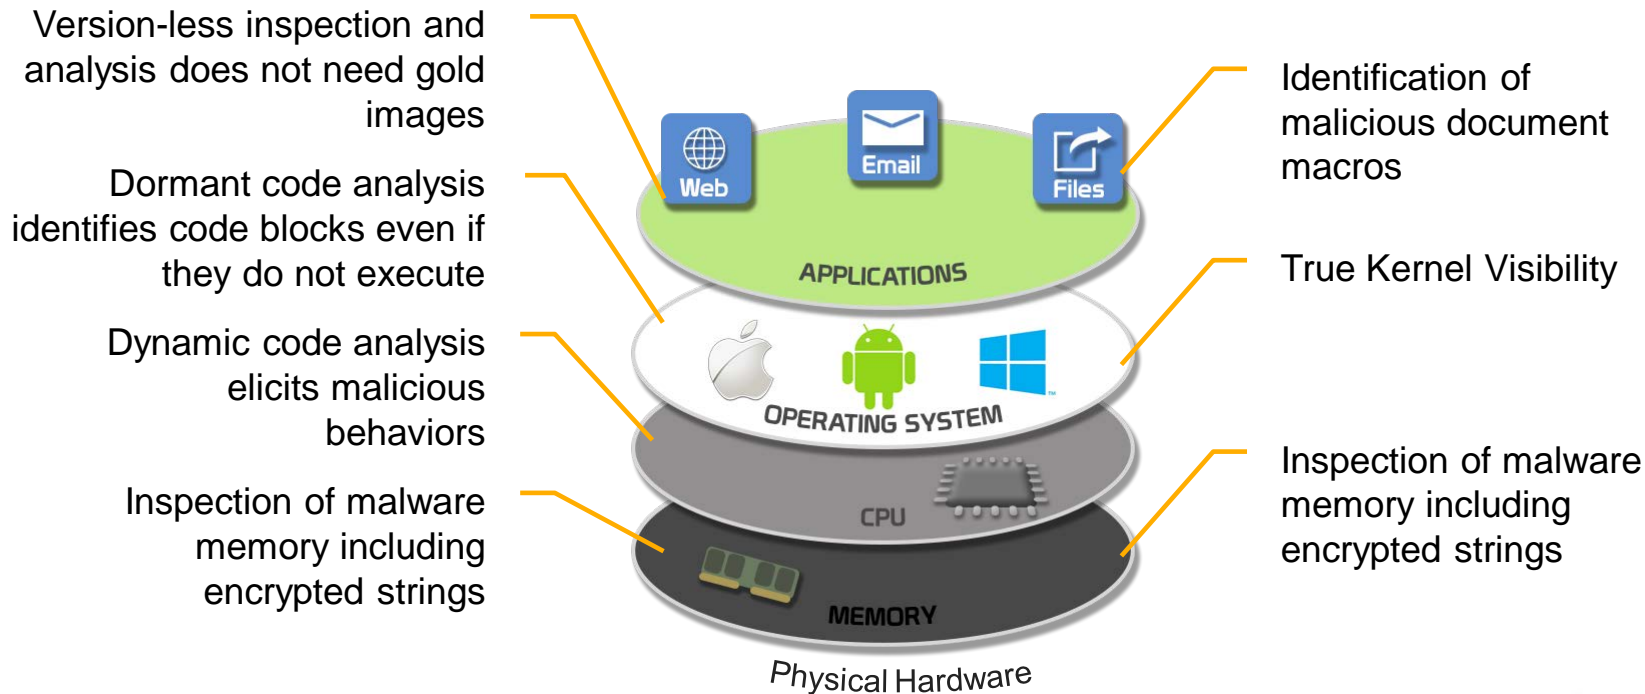 Version-less inspection and
analysis does not need gold
images
Dormant code analysis
identifies code blocks even if
they do not execute
Dynamic code analysis
elicits malicious
behaviors
Inspection of malware
memory including
encrypted strings
Web
Email
Files
APPLICATIONS
OPERATING SYSTEM
TM
CPU
MEMORY
Physical Hardware
Identification of
malicious document
macros
True Kernel Visibility
Inspection of malware
memory including
encrypted strings